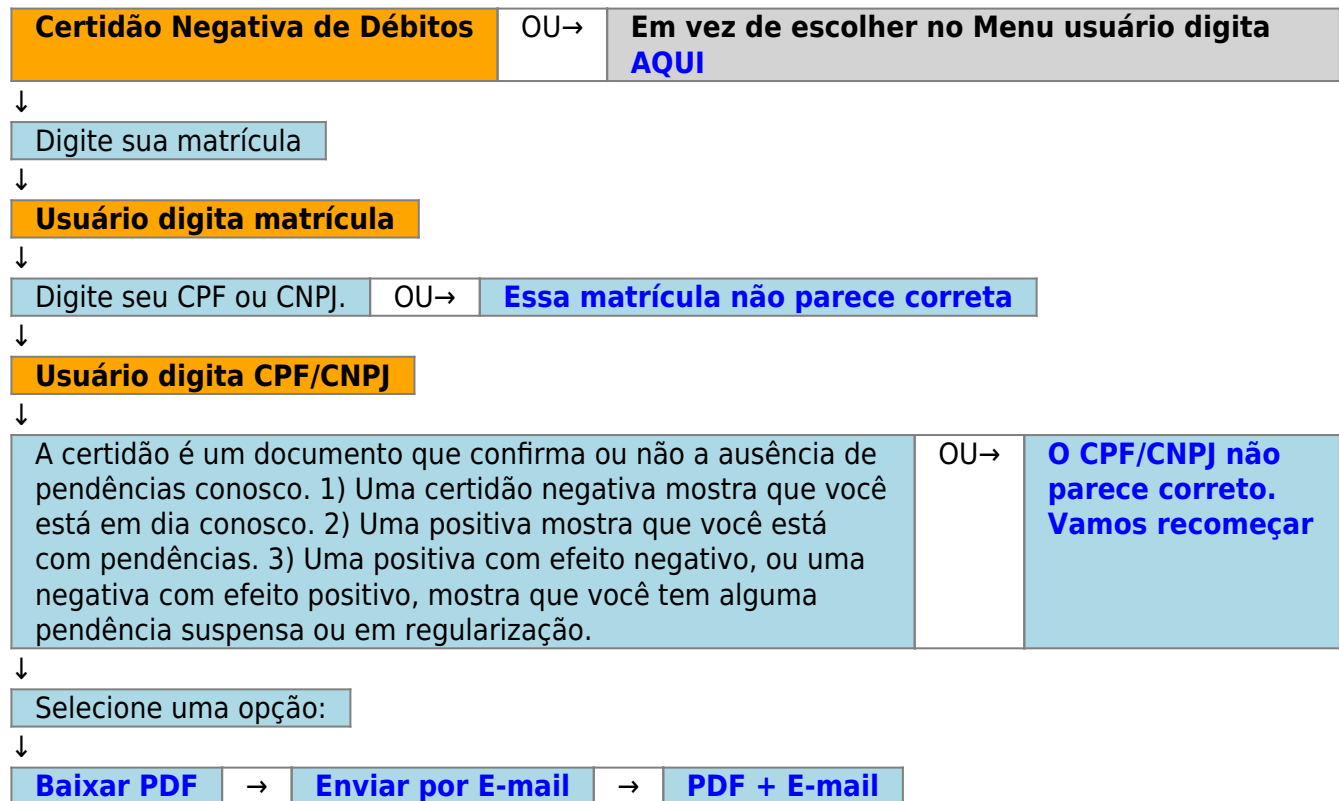 Certidão Negativa de Débitos OU→ Em vez de escolher no Menu usuário digita
AQUI
↓
Digite sua matrícula
↓
Usuário digita matrícula
↓
Digite seu CPF ou CNPJ. OU→ Essa matrícula não parece correta
↓
Usuário digita CPF/CNPJ
↓
A certidão é um documento que confirma ou não a ausência de OU→ O CPF/CNPJ não
pendências conosco. 1) Uma certidão negativa mostra que você parece correto.
está em dia conosco. 2) Uma positiva mostra que você está Vamos recomeçar
com pendências. 3) Uma positiva com efeito negativo, ou uma
negativa com efeito positivo, mostra que você tem alguma
pendência suspensa ou em regularização.
↓
Selecione uma opção:
↓
Baixar PDF → Enviar por E-mail → PDF + E-mail